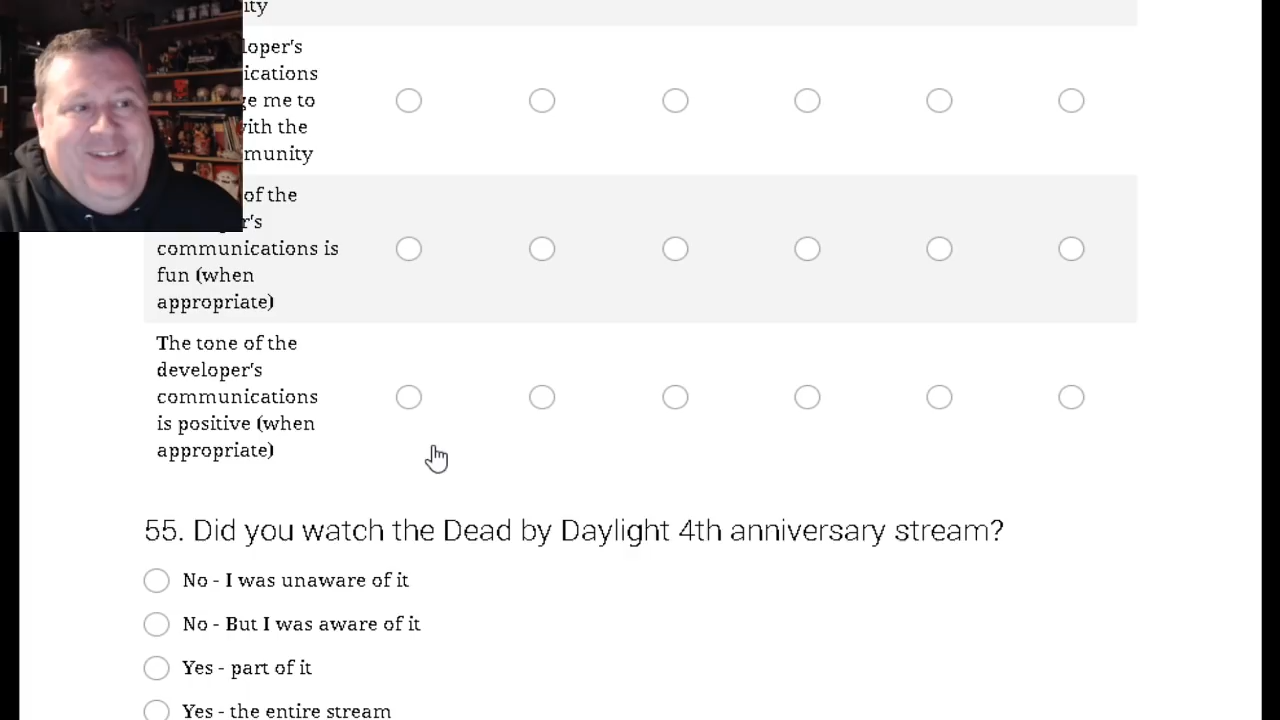 ity
loper's
ications
ge me to
with the
munity
of the
r's
communications is
fun (when
appropriate)
The tone of the
developer's
communications
is positive (when
appropriate)
55. Did you watch the Dead by Daylight 4th anniversary stream?
No - I was unaware of it
No - But I was aware of it
Yes - part of it
Yes - the entire stream